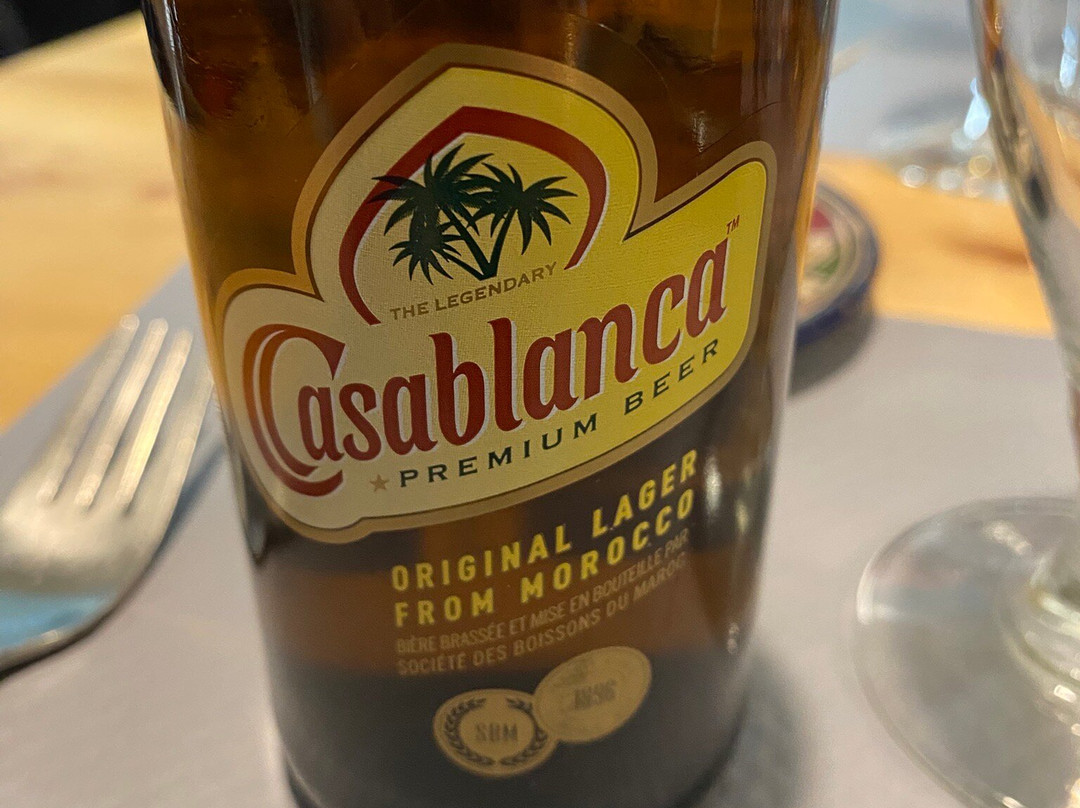 THE LEGENDARY
Casablanca™
PREMIUM BEER
ORIGINAL LAGER
FROM MOROCCO
BIÈRE BRASSÉE ET MISE EN BOUTEILLE PAR
SOCIÉTÉ DES BOISSONS DU MAROC
SBM